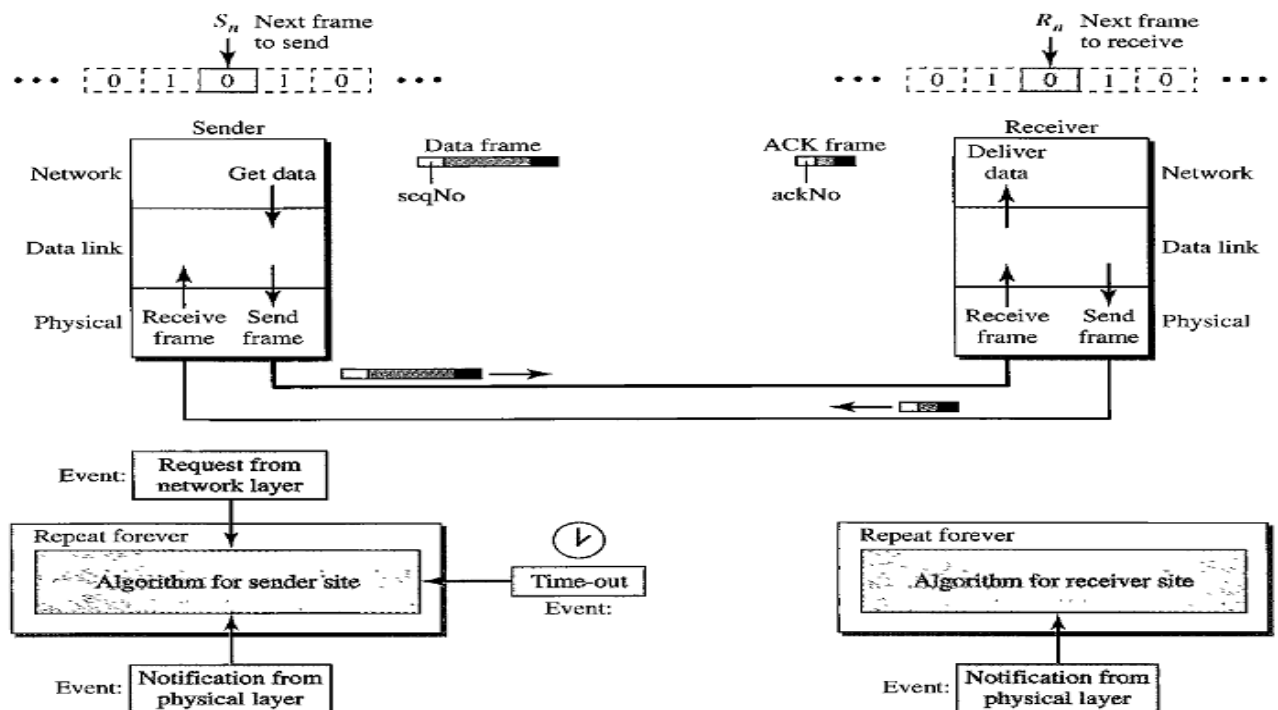 Sn Next frame
to send
Rn Next frame
to receive
••• 0 1 0 1 0 •••
••• 0 1 0 1 0 •••
Sender
Receiver
Data frame
ACK frame
seqNo
ackNo
Network
Get data
Deliver
data
Network
Data link
Data link
Physical
Receive
frame
Send
frame
Receive
frame
Send
frame
Physical
Event:
Request from
network layer
Repeat forever
Algorithm for sender site
Time-out
Event:
Repeat forever
Algorithm for receiver site
Event:
Notification from
physical layer
Event:
Notification from
physical layer